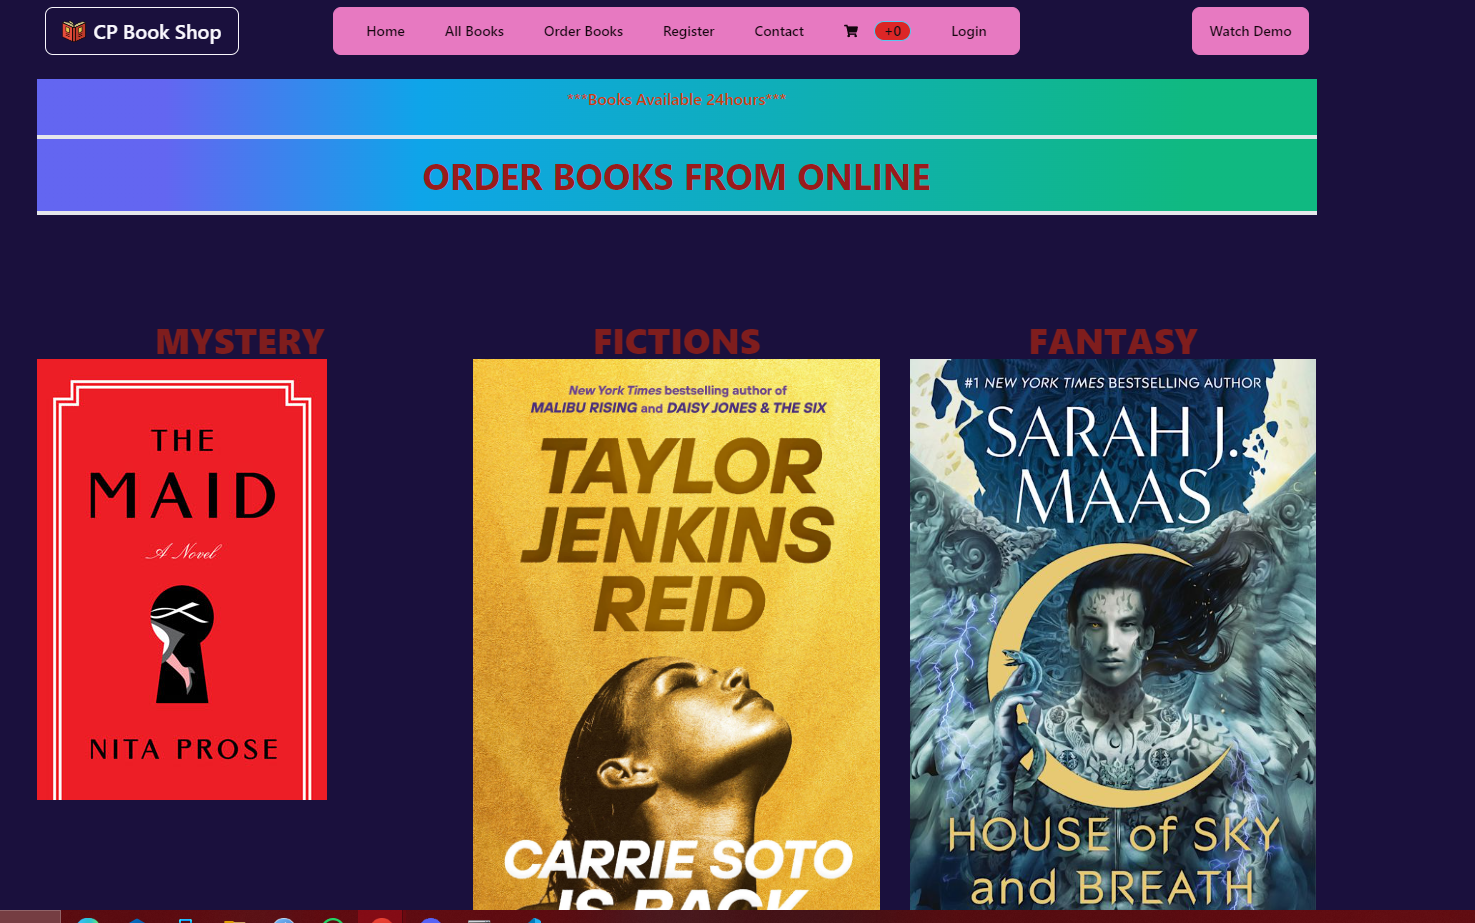 CP Book Shop
Home All Books Order Books Register Contact +0 Login
Watch Demo
***Books Available 24hours***
ORDER BOOKS FROM ONLINE
MYSTERY
THE
MAID
A Novel
NITA PROSE
FICTIONS
New York Times bestselling author of
MALIBU RISING and DAISY JONES & THE SIX
TAYLOR
JENKINS
REID
CARRIE SOTO
IS BACK
FANTASY
#1 NEW YORK TIMES BESTSELLING AUTHOR
SARAH J.
MAAS
HOUSE of SKY
and BREATH